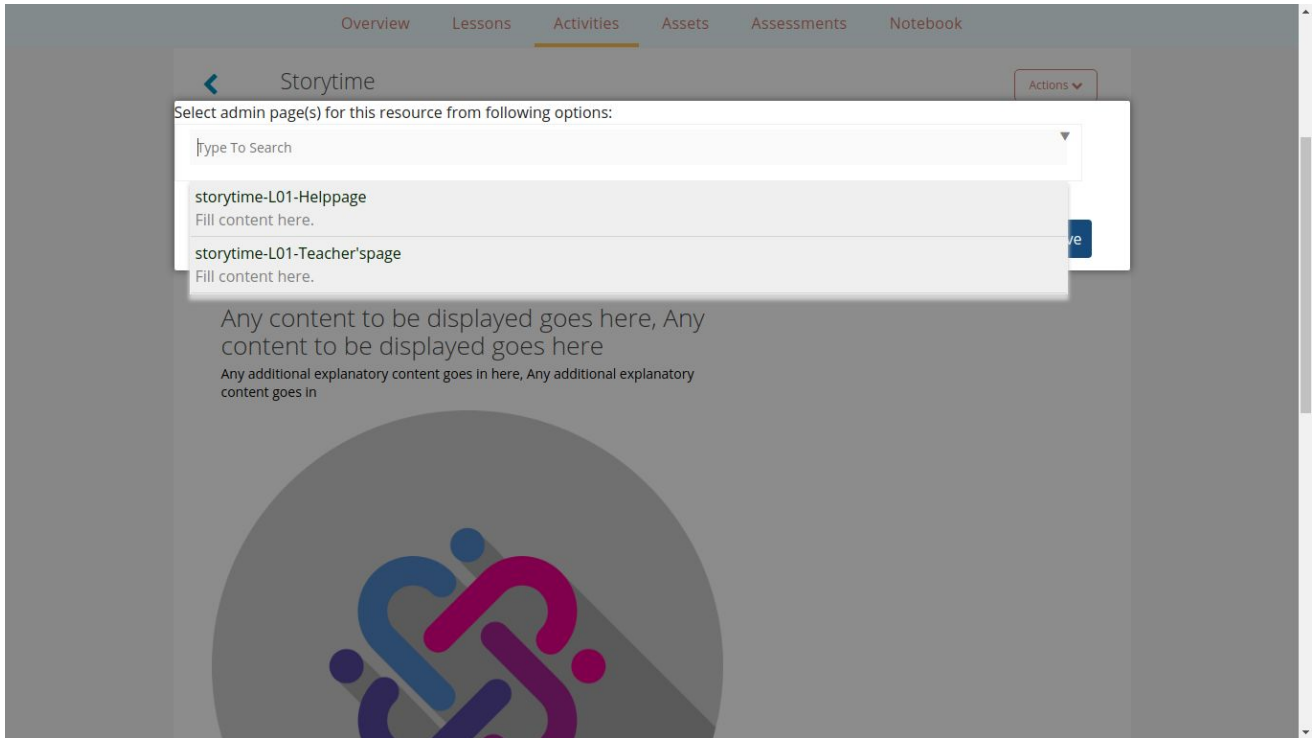 Overview Lessons Activities Assets Assessments Notebook
Storytime
Actions
Select admin page(s) for this resource from following options:
Type To Search
storytime-L01-Helppage
Fill content here.
storytime-L01-Teacher'spage
Fill content here.
Any content to be displayed goes here, Any
content to be displayed goes here
Any additional explanatory content goes in here, Any additional explanatory
content goes in